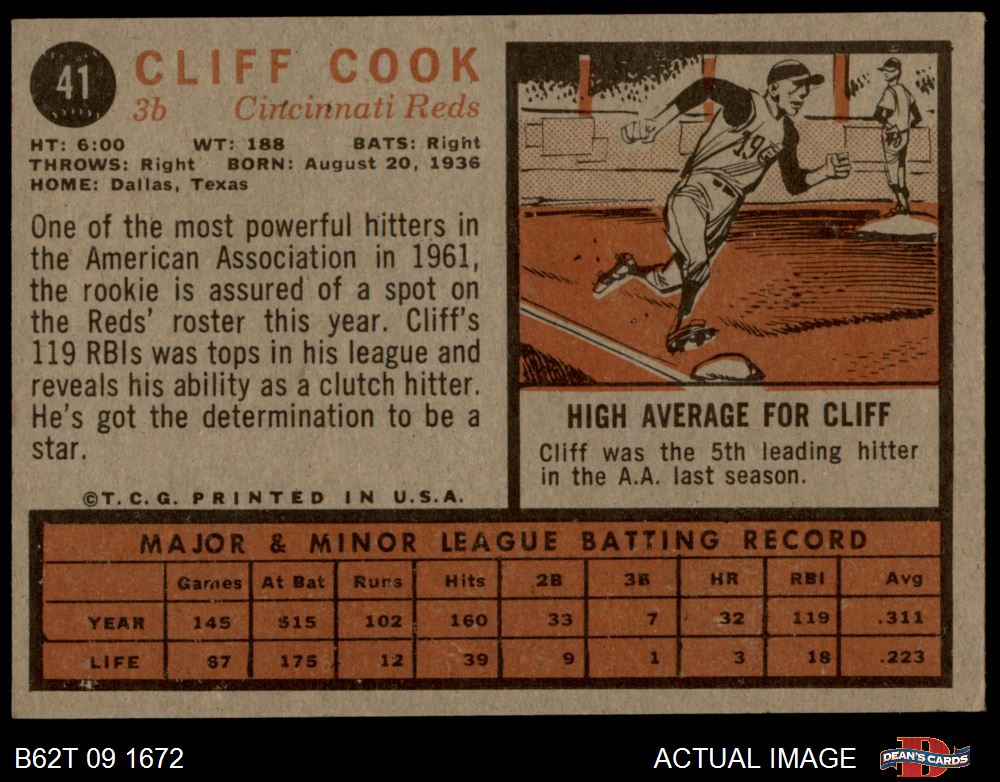 41
CLIFF COOK
3b Cincinnati Reds
HT: 6:00 WT: 188 BATS: Right
THROWS: Right BORN: August 20, 1936
HOME: Dallas, Texas
One of the most powerful hitters in
the American Association in 1961,
the rookie is assured of a spot on
the Reds' roster this year. Cliff's
119 RBIs was tops in his league and
reveals his ability as a clutch hitter.
He's got the determination to be a
star.
©T.C.G. PRINTED IN U.S.A.
19
HIGH AVERAGE FOR CLIFF
Cliff was the 5th leading hitter
in the A.A. last season.
MAJOR & MINOR LEAGUE BATTING RECORD
Games At Bat Runs Hits 2B 3B HR RBI Avg
YEAR 145 515 102 160 33 7 32 119 .311
LIFE 87 175 12 39 9 1 3 18 .223
B62T 09 1672 ACTUAL IMAGE DEAN'S CARDS